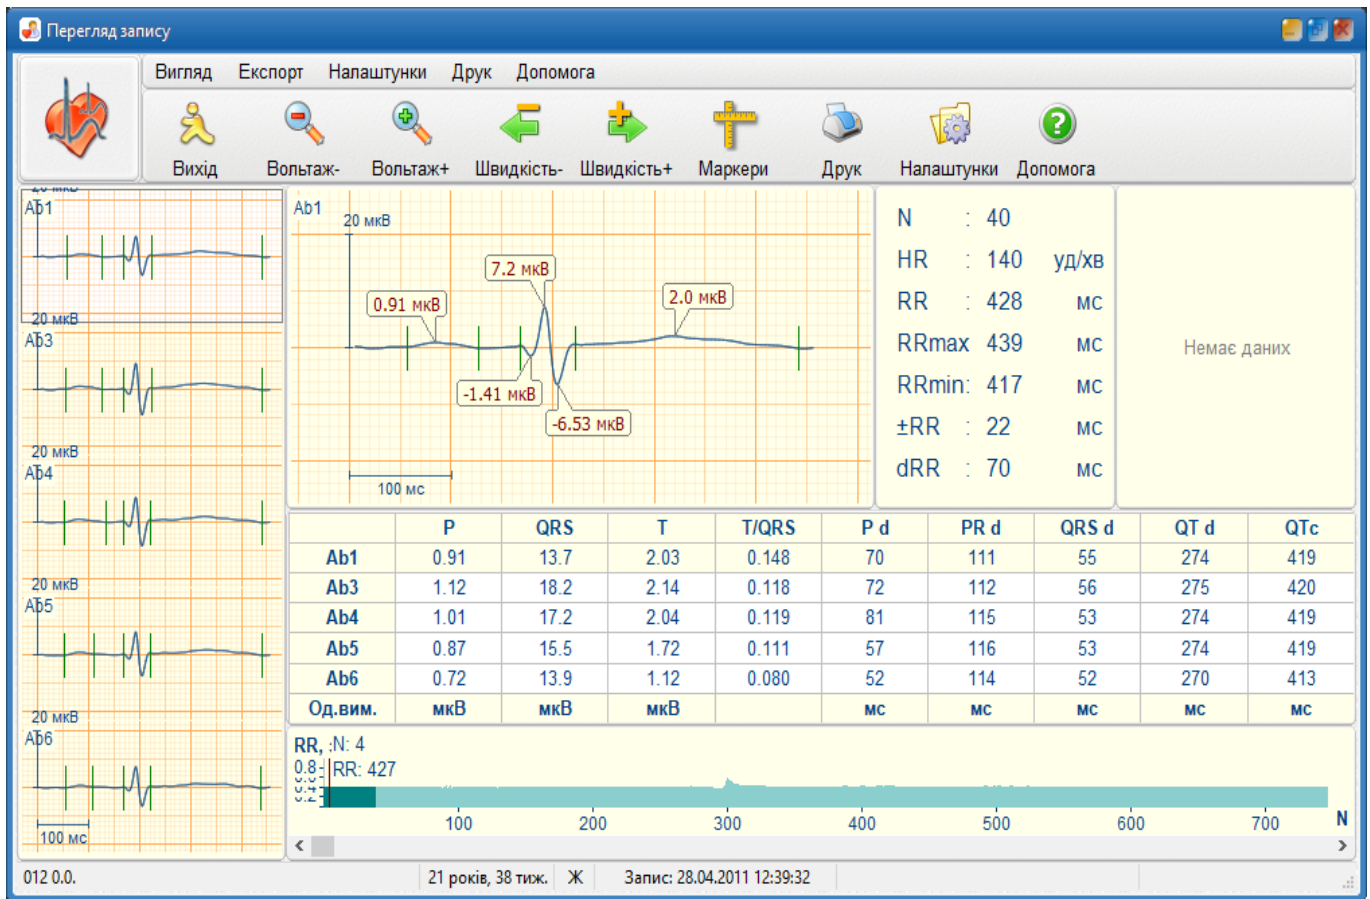 Перегляд запису
Вигляд Експорт Налаштунки Друк Допомога
Вихід Вольтаж- Вольтаж+ Швидкість- Швидкість+ Маркери Друк Налаштунки Допомога
20 мкВ
Ab1
20 мкВ
Ab3
20 мкВ
Ab4
20 мкВ
Ab5
20 мкВ
Ab6
100 мс
Ab1
20 мкВ
7.2 мкВ
0.91 мкВ
2.0 мкВ
-1.41 мкВ
-6.53 мкВ
100 мс
N : 40
HR : 140 уд/хв
RR : 428 мс
RRmax 439 мс
RRmin: 417 мс
±RR : 22 мс
dRR : 70 мс
Немає даних
P QRS T T/QRS P d PR d QRS d QT d QTc
Ab1 0.91 13.7 2.03 0.148 70 111 55 274 419
Ab3 1.12 18.2 2.14 0.118 72 112 56 275 420
Ab4 1.01 17.2 2.04 0.119 81 115 53 274 419
Ab5 0.87 15.5 1.72 0.111 57 116 53 274 419
Ab6 0.72 13.9 1.12 0.080 52 114 52 270 413
Од.вим. мкВ мкВ мкВ мс мс мс мс мс
RR, :N: 4
0.8 RR: 427
0.4
0.2
100 200 300 400 500 600 700 N
012 0.0. 21 років, 38 тиж. Ж Запис: 28.04.2011 12:39:32